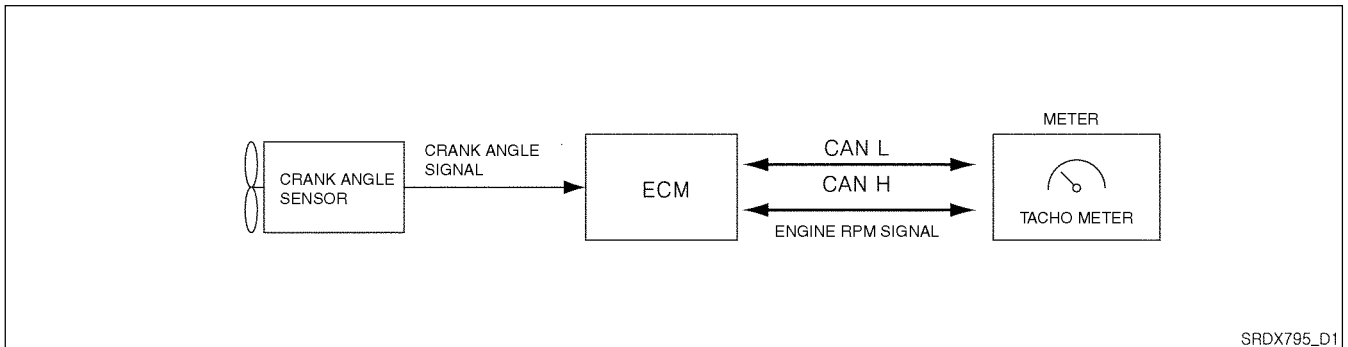 CRANK ANGLE
SENSOR
CRANK ANGLE
SIGNAL
ECM
CAN L
CAN H
ENGINE RPM SIGNAL
METER
TACHO METER
SRDX795_D1